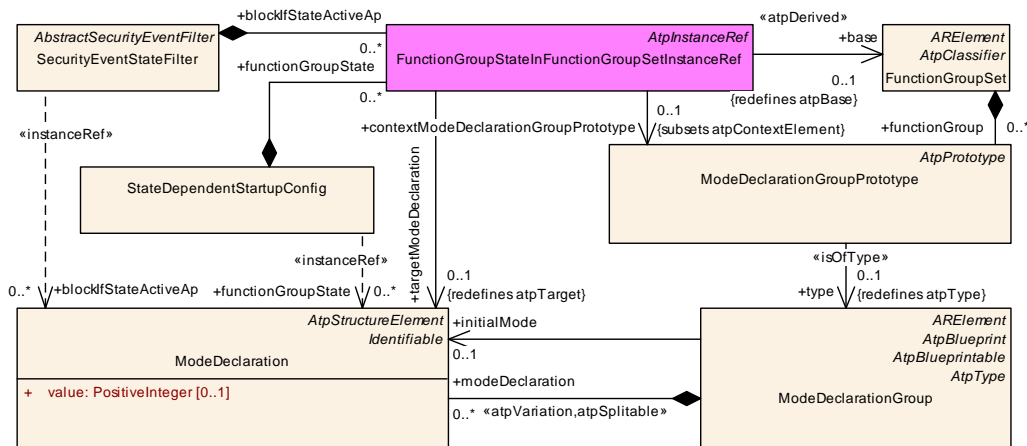 +blockIfStateActiveAp
«atpDerived»
AbstractSecurityEventFilter
SecurityEventStateFilter
0..*
AtpInstanceRef
FunctionGroupStateInFunctionGroupSetInstanceRef
+base
ARElement
AtpClassifier
FunctionGroupSet
+functionGroupState
0..*
0..1
{redefines atpBase}
0..1
«instanceRef»
+contextModeDeclarationGroupPrototype
{subsets atpContextElement}
+functionGroup
0..*
StateDependentStartupConfig
AtpPrototype
ModeDeclarationGroupPrototype
+targetModeDeclaration
«instanceRef»
«isOfType»
0..*
+blockIfStateActiveAp
+functionGroupState
0..*
0..1
{redefines atpTarget}
0..1
+type
{redefines atpType}
AtpStructureElement
Identifiable
ModeDeclaration
+ value: PositiveInteger [0..1]
+initialMode
0..1
+modeDeclaration
0..*
«atpVariation,atpSplitable»
ARElement
AtpBlueprint
AtpBlueprintable
AtpType
ModeDeclarationGroup